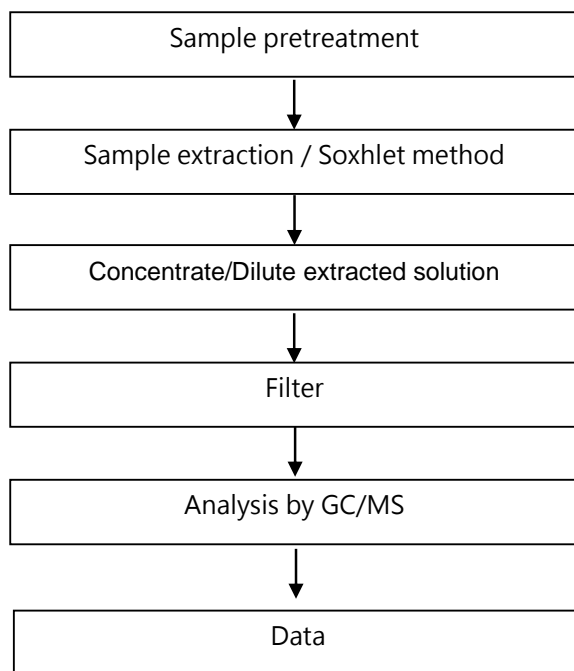 Sample pretreatment
Sample extraction / Soxhlet method
Concentrate/Dilute extracted solution
Filter
Analysis by GC/MS
Data